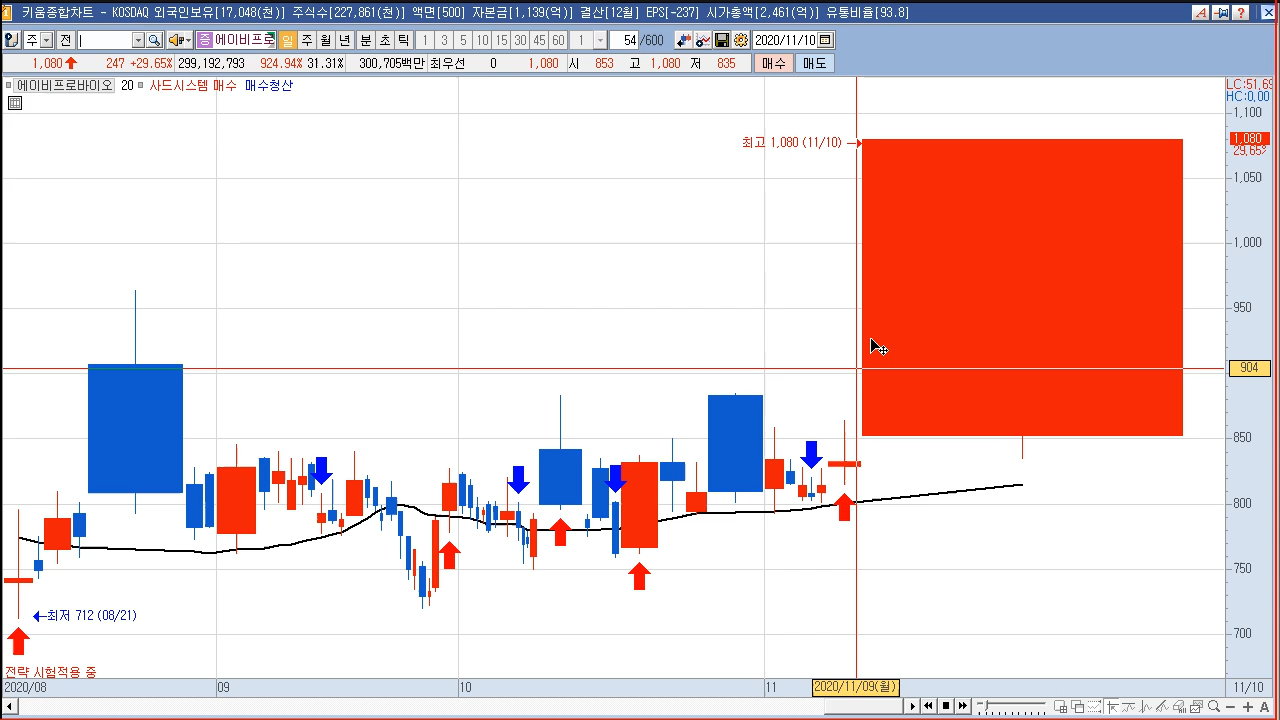 키움종합차트 - KOSDAQ 외국인보유[17,048(천)] 주식수[227,861(천)] 액면[500] 자본금[1,139(억)] 결산[12월] EPS[-237] 시가총액[2,461(억)] 유통비율[93.8]
주 전 증 에이비프로 일 주 월 년 분 초 틱 1 3 5 10 15 30 45 60 1 54 /600 2020/11/10
1,080 247 +29.65% 299,192,793 924.94% 31.31% 300,705백만 최우선 0 1,080 시 853 고 1,080 저 835 매수 매도
에이비프로바이오 20 사드시스템 매수 매수청산
LC:51,69
HC:0,00
1,100
최고 1,080 (11/10)
1,080
29,65%
1,050
1,000
950
904
850
800
750
700
최저 712 (08/21)
전략 시험적용 중
2020/08 09 10 11 2020/11/09(월) 11/10